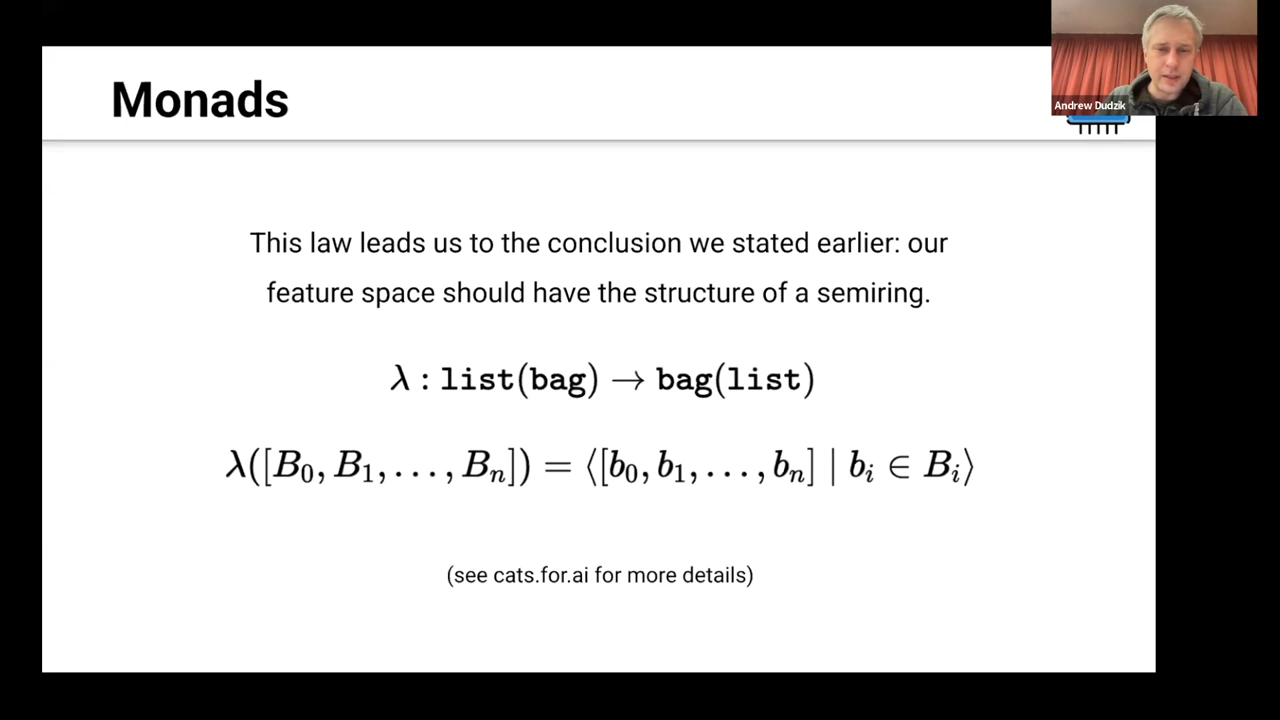 Andrew Dudzik
Monads
This law leads us to the conclusion we stated earlier: our
feature space should have the structure of a semiring.
λ : list(bag) → bag(list)
λ([B₀, B₁, . . . , Bₙ]) = ⟨[b₀, b₁, . . . , bₙ] | bᵢ ∈ Bᵢ⟩
(see cats.for.ai for more details)